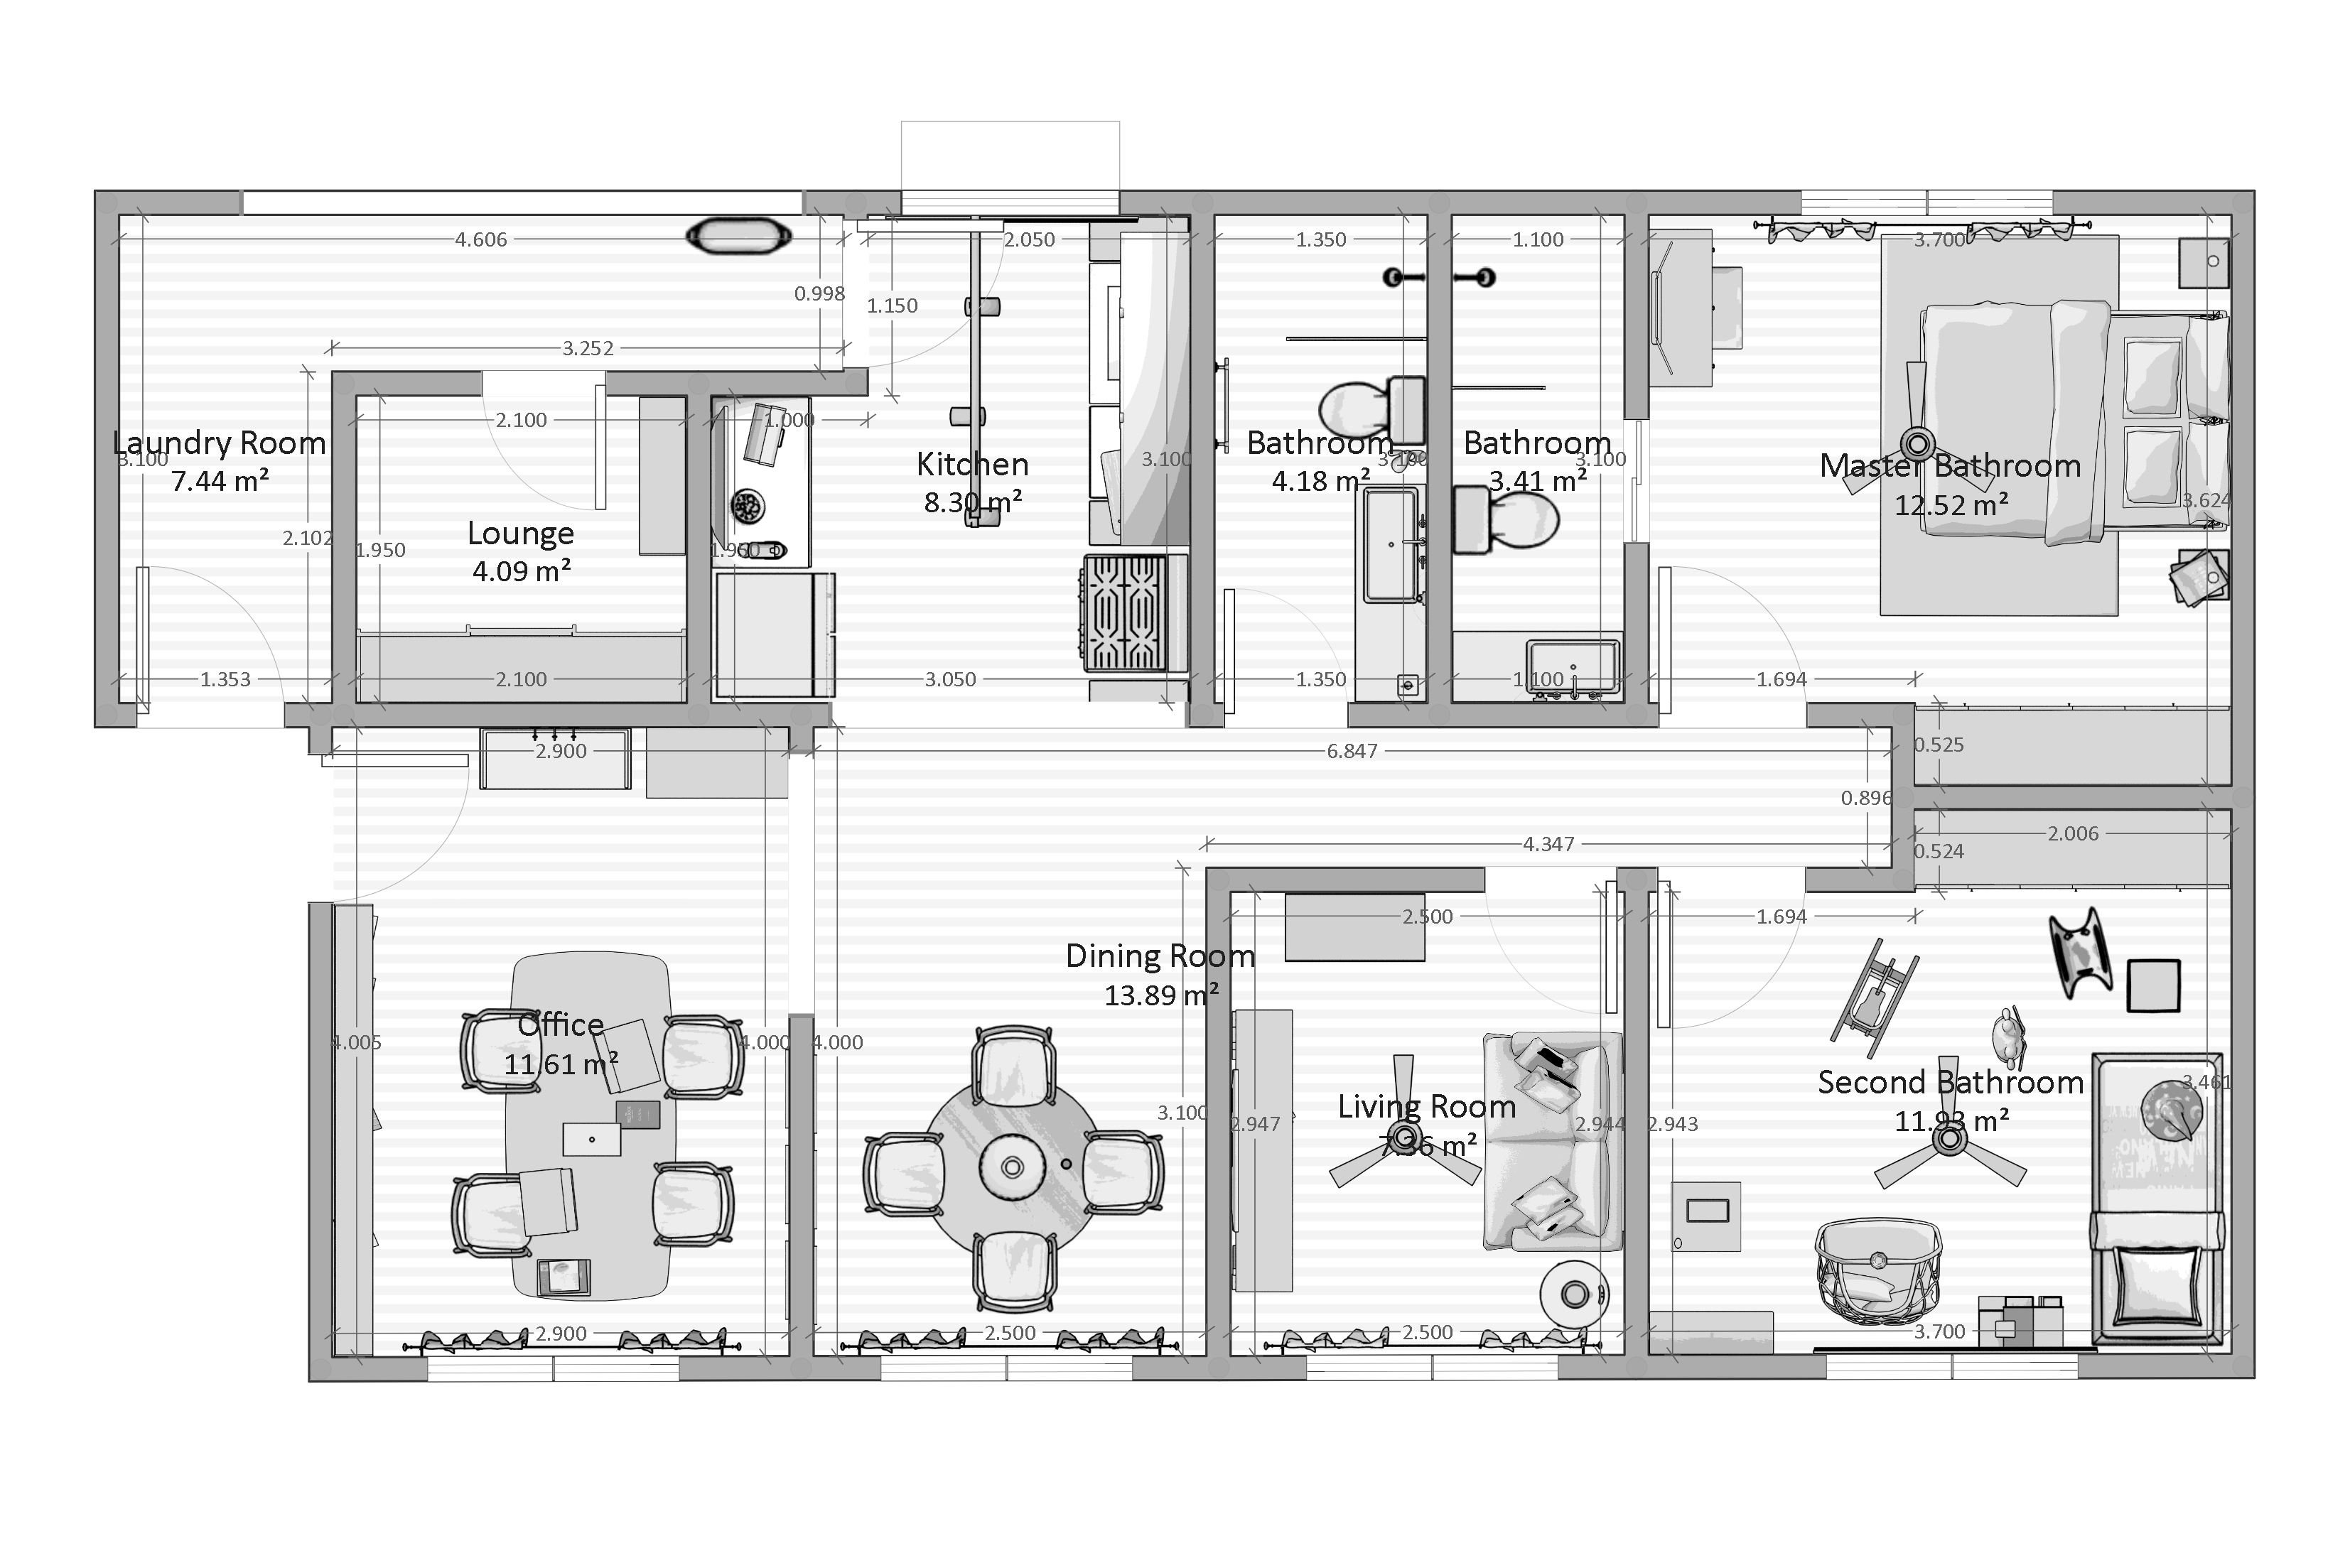 4.606
2.050
1.350
1.100
3.700
0.998
1.150
3.252
2.100
1.000
Laundry Room
7.44 m²
3.100
Kitchen
8.30 m²
3.100
Bathroom
4.18 m²
3.100
Bathroom
3.41 m²
3.100
Master Bathroom
12.52 m²
3.624
2.102
1.950
Lounge
4.09 m²
1.950
1.353
2.100
3.050
1.350
1.100
1.694
2.900
6.847
0.525
0.896
4.347
2.006
0.524
2.500
1.694
Dining Room
13.89 m²
Office
11.61 m²
4.005
4.000
4.000
3.100
2.947
Living Room
7.36 m²
2.944
2.943
Second Bathroom
11.93 m²
3.461
2.900
2.500
2.500
3.700